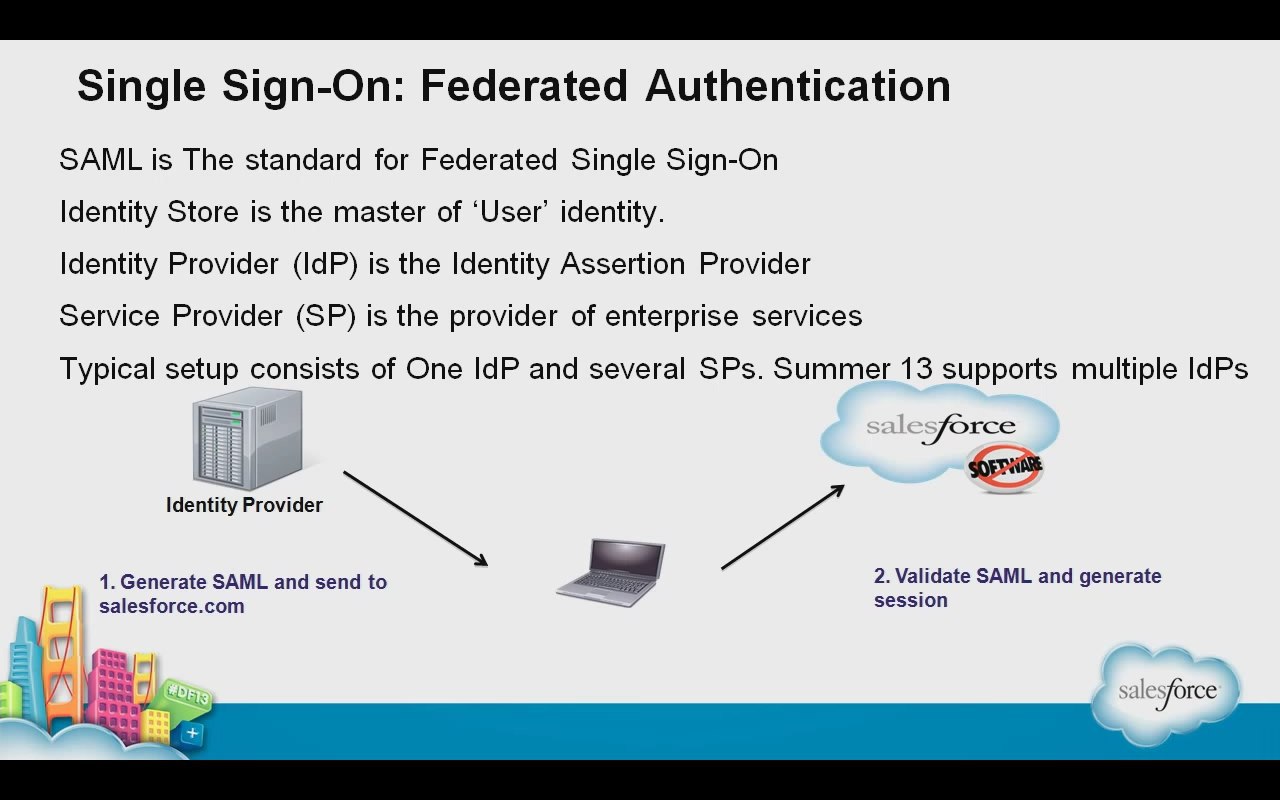 Single Sign-On: Federated Authentication
SAML is The standard for Federated Single Sign-On
Identity Store is the master of ‘User’ identity.
Identity Provider (IdP) is the Identity Assertion Provider
Service Provider (SP) is the provider of enterprise services
Typical setup consists of One IdP and several SPs. Summer 13 supports multiple IdPs
salesforce
SOFTWARE
Identity Provider
1. Generate SAML and send to
salesforce.com
2. Validate SAML and generate
session
#DF13
+
salesforce